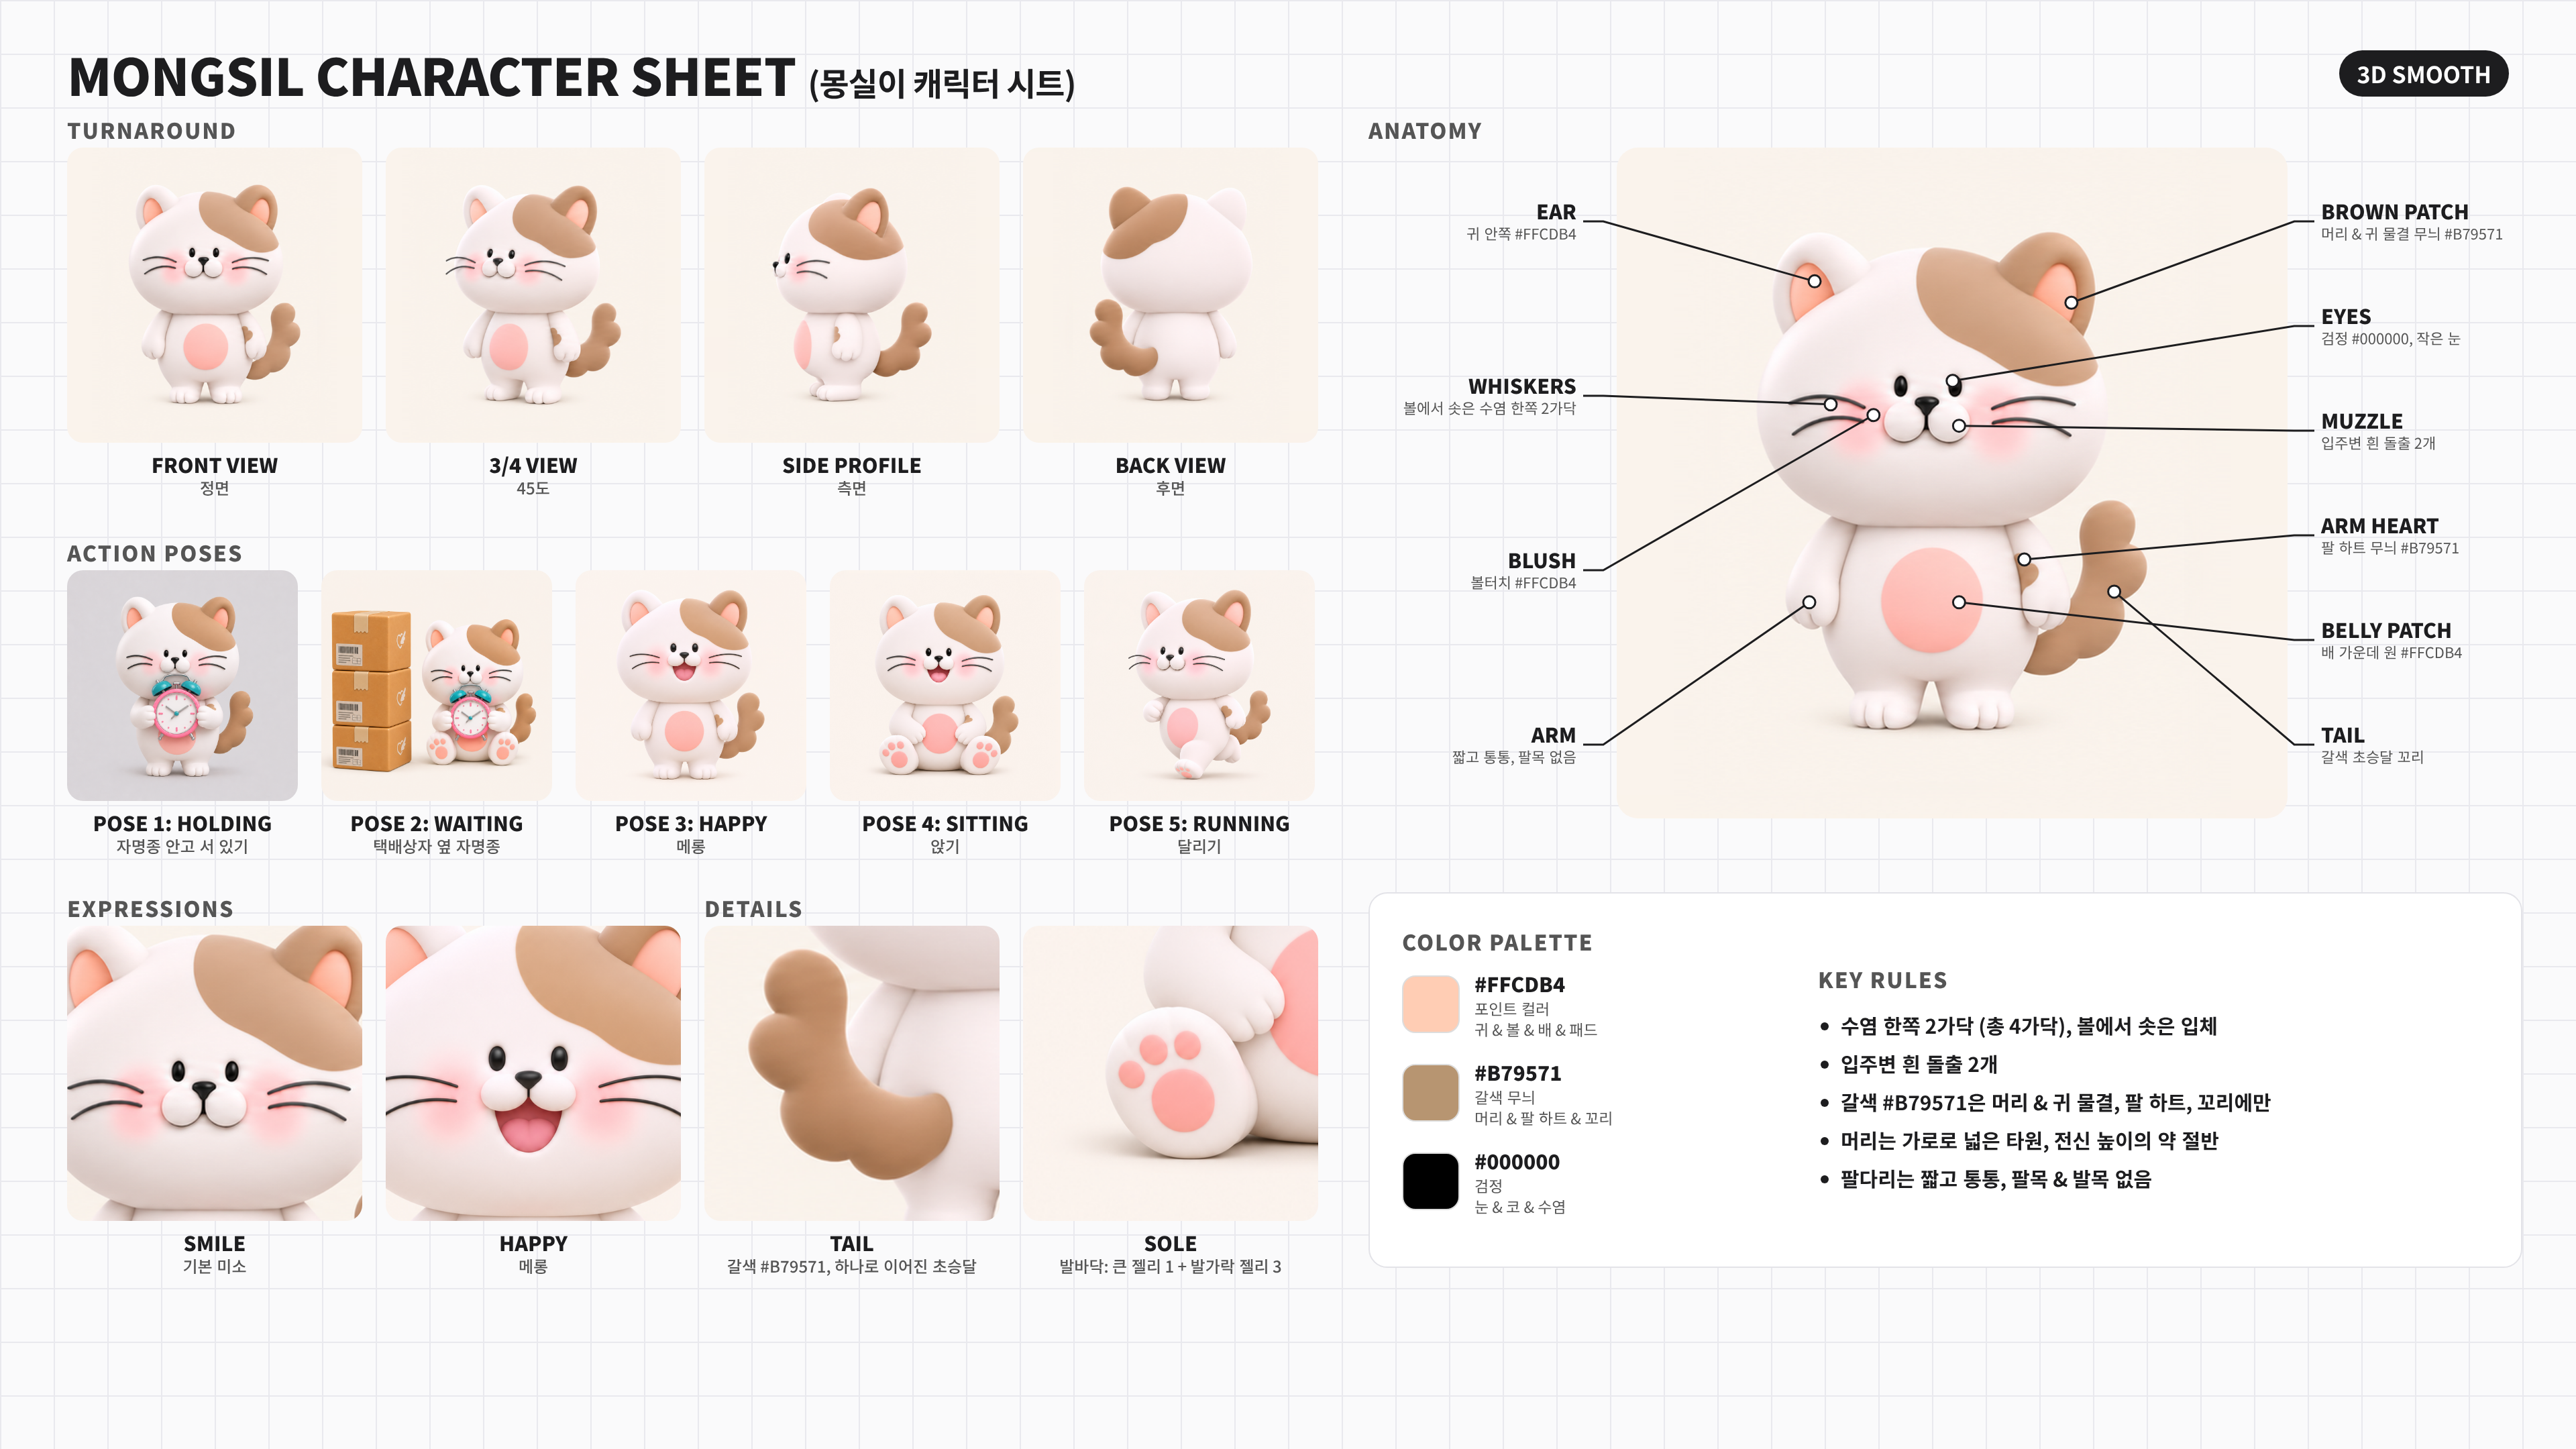 MONGSIL CHARACTER SHEET (몽실이 캐릭터 시트)
3D SMOOTH
TURNAROUND
FRONT VIEW
정면
3/4 VIEW
45도
SIDE PROFILE
측면
BACK VIEW
후면
ACTION POSES
POSE 1: HOLDING
자명종 안고 서 있기
POSE 2: WAITING
택배상자 옆 자명종
POSE 3: HAPPY
메롱
POSE 4: SITTING
앉기
POSE 5: RUNNING
달리기
EXPRESSIONS
SMILE
기본 미소
HAPPY
메롱
DETAILS
TAIL
갈색 #B79571, 하나로 이어진 초승달
SOLE
발바닥: 큰 젤리 1 + 발가락 젤리 3
ANATOMY
EAR
귀 안쪽 #FFCDB4
WHISKERS
볼에서 솟은 수염 한쪽 2가닥
BLUSH
볼터치 #FFCDB4
ARM
짧고 통통, 팔목 없음
BROWN PATCH
머리 & 귀 물결 무늬 #B79571
EYES
검정 #000000, 작은 눈
MUZZLE
입주변 흰 돌출 2개
ARM HEART
팔 하트 무늬 #B79571
BELLY PATCH
배 가운데 원 #FFCDB4
TAIL
갈색 초승달 꼬리
COLOR PALETTE
#FFCDB4
포인트 컬러
귀 & 볼 & 배 & 패드
#B79571
갈색 무늬
머리 & 팔 하트 & 꼬리
#000000
검정
눈 & 코 & 수염
KEY RULES
• 수염 한쪽 2가닥 (총 4가닥), 볼에서 솟은 입체
• 입주변 흰 돌출 2개
• 갈색 #B79571은 머리 & 귀 물결, 팔 하트, 꼬리에만
• 머리는 가로로 넓은 타원, 전신 높이의 약 절반
• 팔다리는 짧고 통통, 팔목 & 발목 없음